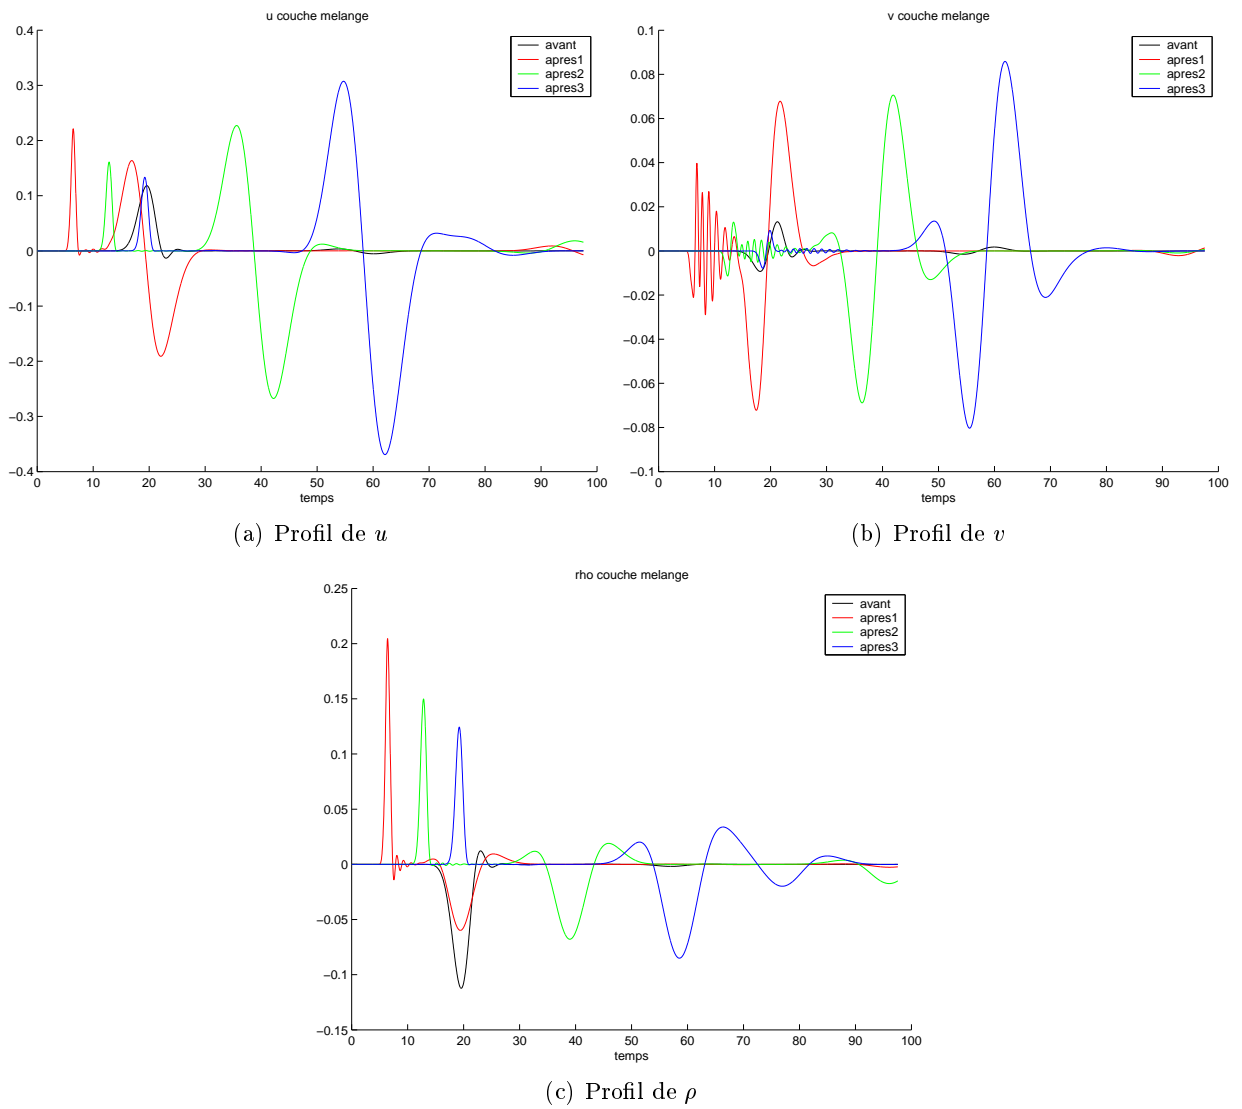 u couche melange
0.4
0.3
0.2
0.1
0
−0.1
−0.2
−0.3
−0.4
0 10 20 30 40 50 60 70 80 90 100
temps
avant
apres1
apres2
apres3
(a) Profil de u
v couche melange
0.1
0.08
0.06
0.04
0.02
0
−0.02
−0.04
−0.06
−0.08
−0.1
0 10 20 30 40 50 60 70 80 90 100
temps
avant
apres1
apres2
apres3
(b) Profil de v
rho couche melange
0.25
0.2
0.15
0.1
0.05
0
−0.05
−0.1
−0.15
0 10 20 30 40 50 60 70 80 90 100
temps
avant
apres1
apres2
apres3
(c) Profil de ρ